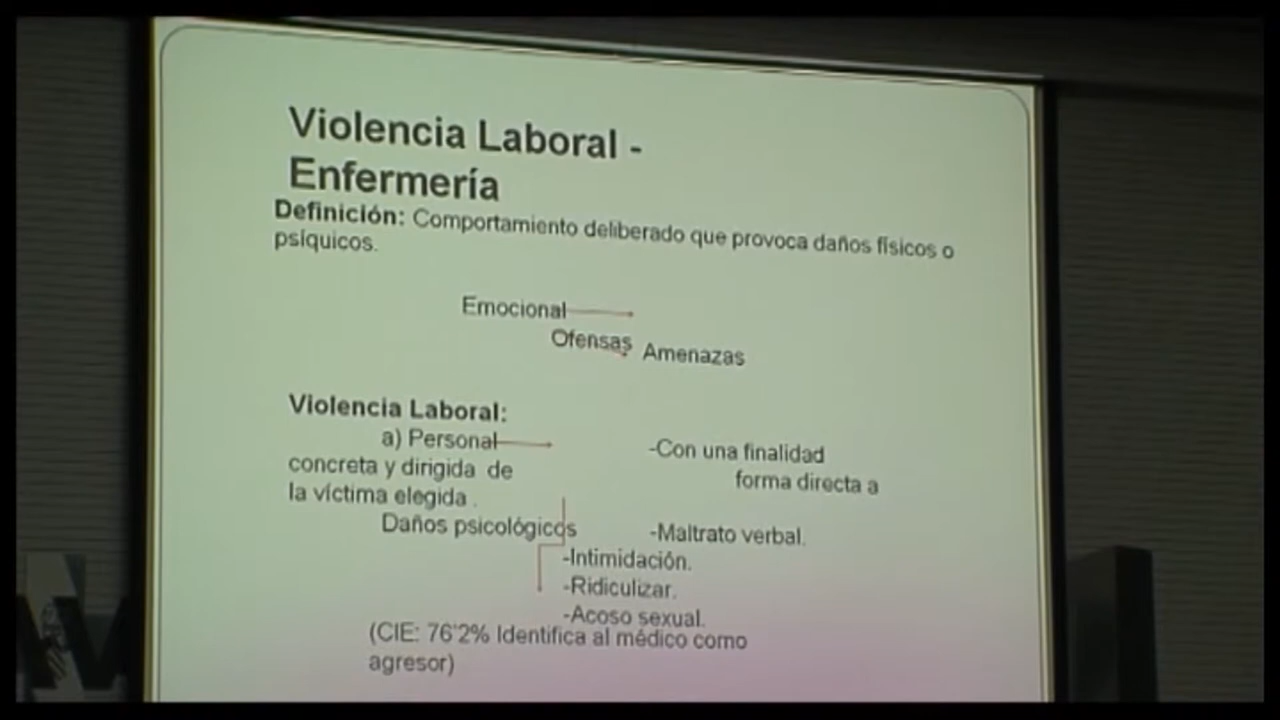 Violencia Laboral -
Enfermería
Definición: Comportamiento deliberado que provoca daños físicos o
psíquicos.
Emocional
Ofensas Amenazas
Violencia Laboral:
a) Personal -Con una finalidad
concreta y dirigida de forma directa a
la víctima elegida .
Daños psicológicos -Maltrato verbal.
-Intimidación.
-Ridiculizar.
-Acoso sexual.
(CIE: 76'2% Identifica al médico como
agresor)